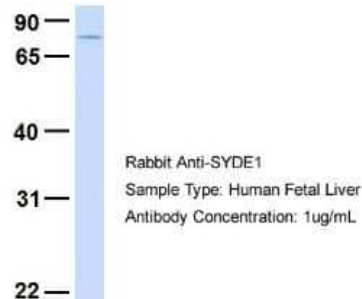 90
65
40
Rabbit Anti-SYDE1
Sample Type: Human Fetal Liver
31
Antibody Concentration: 1ug/mL
22